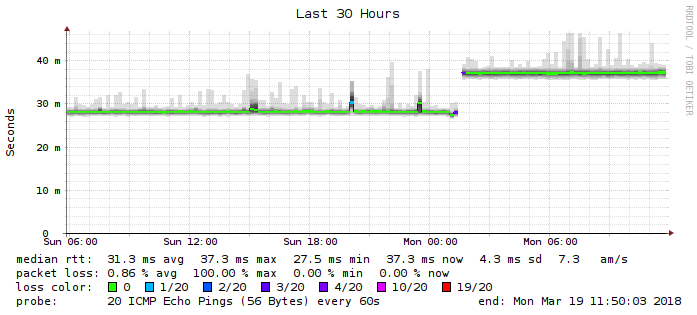 Last 30 Hours
RRDTOOL / TOBI OETIKER
Seconds
40 m
30 m
20 m
10 m
0
Sun 06:00 Sun 12:00 Sun 18:00 Mon 00:00 Mon 06:00
median rtt: 31.3 ms avg 37.3 ms max 27.5 ms min 37.3 ms now 4.3 ms sd 7.3 am/s
packet loss: 0.86 % avg 100.00 % max 0.00 % min 0.00 % now
loss color: 0 1/20 2/20 3/20 4/20 10/20 19/20
probe: 20 ICMP Echo Pings (56 Bytes) every 60s end: Mon Mar 19 11:50:03 2018